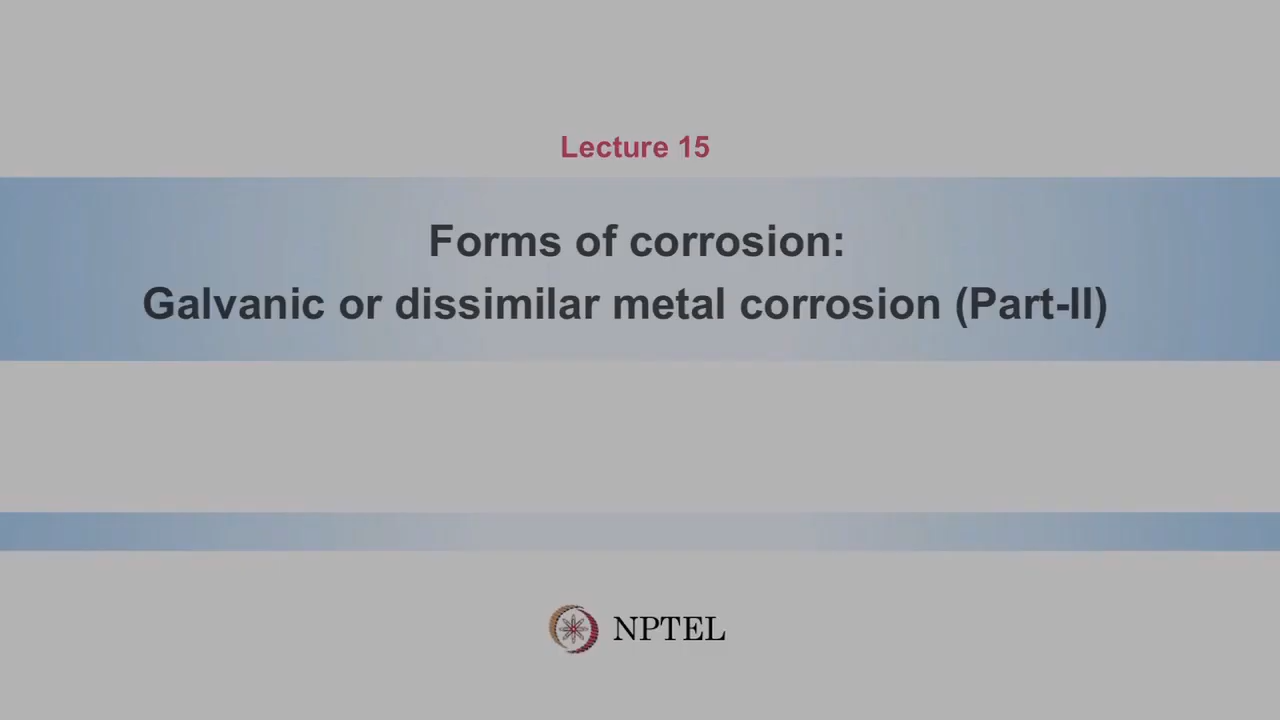 Lecture 15
Forms of corrosion:
Galvanic or dissimilar metal corrosion (Part-II)
NPTEL